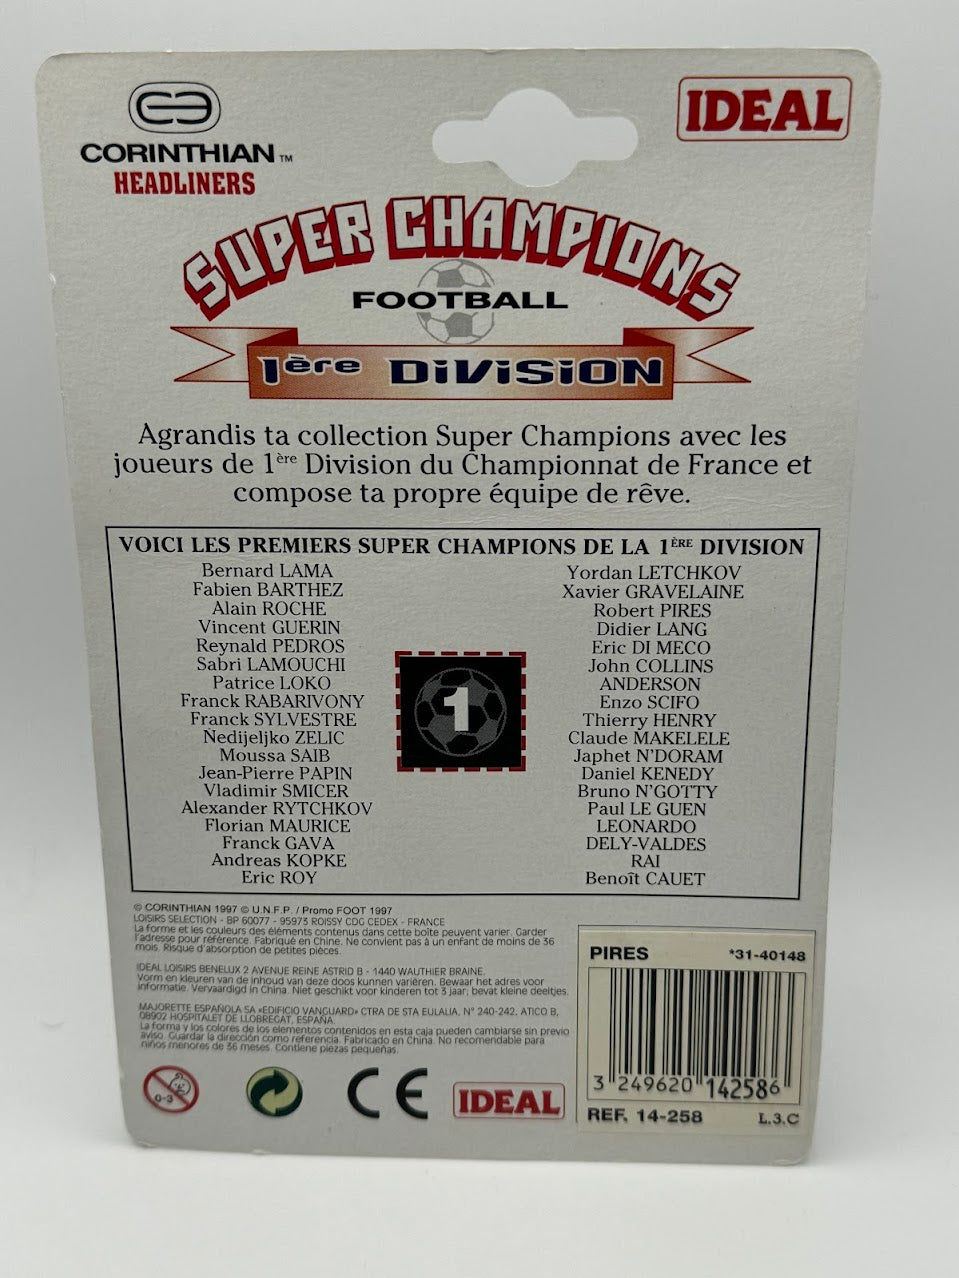 CORINTHIAN™
HEADLINERS
IDEAL
SUPER CHAMPIONS
FOOTBALL
1ère DiViSiON
Agrandis ta collection Super Champions avec les
joueurs de 1ère Division du Championnat de France et
compose ta propre équipe de rêve.
VOICI LES PREMIERS SUPER CHAMPIONS DE LA 1ÈRE DIVISION
Bernard LAMA
Fabien BARTHEZ
Alain ROCHE
Vincent GUERIN
Reynald PEDROS
Sabri LAMOUCHI
Patrice LOKO
Franck RABARIVONY
Franck SYLVESTRE
Nedijeljko ZELIC
Moussa SAIB
Jean-Pierre PAPIN
Vladimir SMICER
Alexander RYTCHKOV
Florian MAURICE
Franck GAVA
Andreas KOPKE
Eric ROY
1
Yordan LETCHKOV
Xavier GRAVELAINE
Robert PIRES
Didier LANG
Eric DI MECO
John COLLINS
ANDERSON
Enzo SCIFO
Thierry HENRY
Claude MAKELELE
Japhet N'DORAM
Daniel KENEDY
Bruno N'GOTTY
Paul LE GUEN
LEONARDO
DELY-VALDES
RAI
Benoît CAUET
© CORINTHIAN 1997 © U.N.F.P. / Promo FOOT 1997
LOISIRS SELECTION - BP 60077 - 95973 ROISSY CDG CEDEX - FRANCE
La forme et les couleurs des éléments contenus dans cette boîte peuvent varier. Garder
l'adresse pour référence. Fabriqué en Chine. Ne convient pas à un enfant de moins de 36
mois. Risque d'absorption de petites pièces.
IDEAL LOISIRS BENELUX 2 AVENUE REINE ASTRID B - 1440 WAUTHIER BRAINE.
Vorm en kleuren van de inhoud van deze doos kunnen variëren. Bewaar het adres voor
informatie. Vervaardigd in China. Niet geschikt voor kinderen tot 3 jaar: bevat kleine deeltjes.
MAJORETTE ESPAÑOLA SA «EDIFICIO VANGUARD» CTRA DE STA EULALIA, N° 240-242, ATICO B,
08902 HOSPITALET DE LLOBREGAT, ESPAÑA
La forma y los colores de los elementos contenidos en esta caja pueden cambiarse sin previo
aviso. Guardar la dirección como referencia. Fabricado en China. No recomendable para
niños menores de 36 meses. Contiene piezas pequeñas.
0-3
CE
IDEAL
PIRES *31-40148
3 249620 142586
REF. 14-258 L.3.C